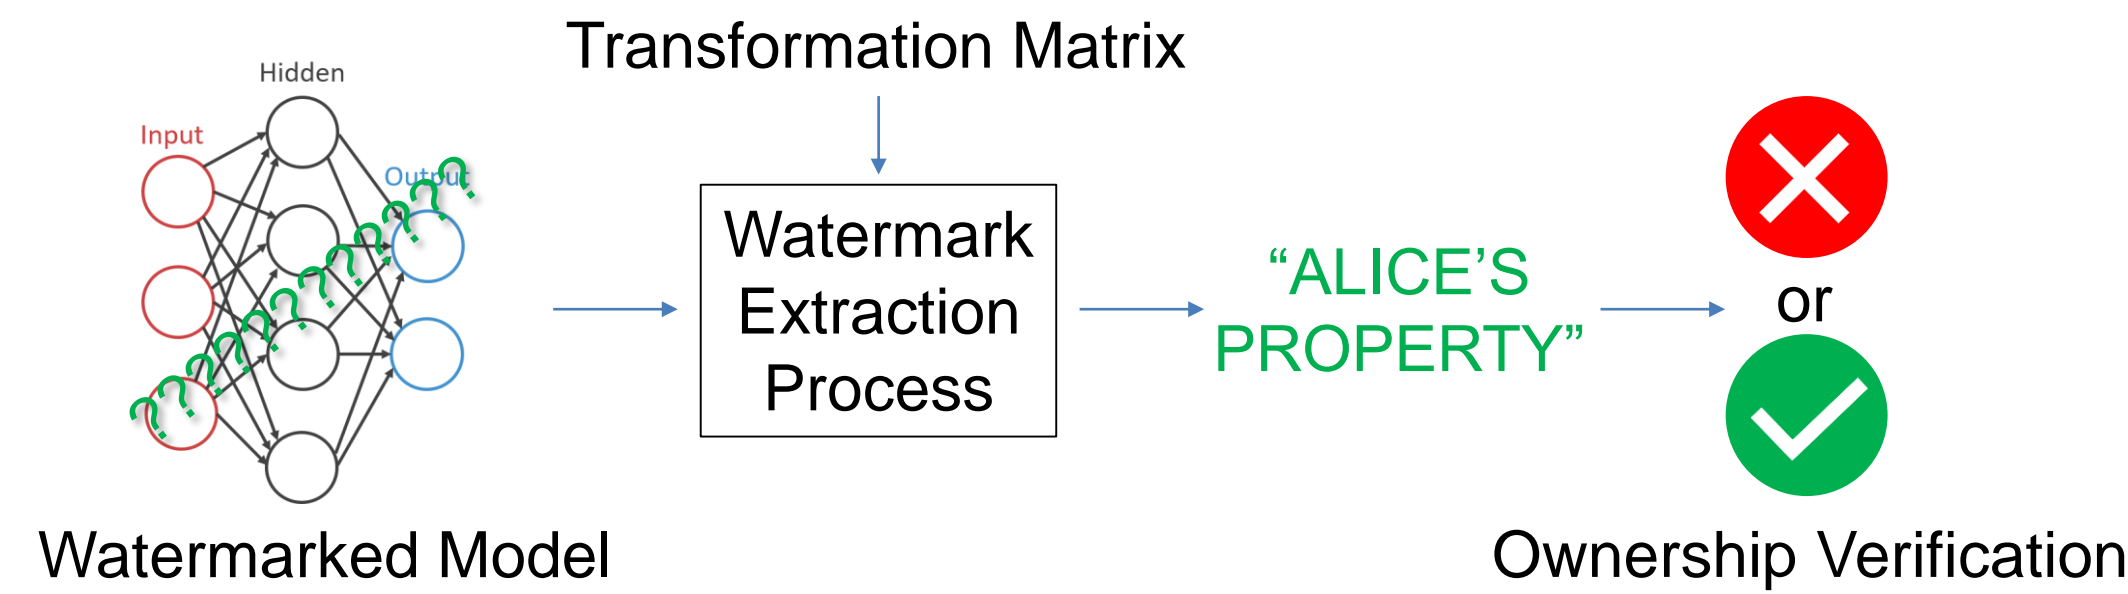 Transformation Matrix
Hidden
Input
Output
????????????
Watermark
Extraction
Process
“ALICE’S
PROPERTY”
or
Watermarked Model
Ownership Verification